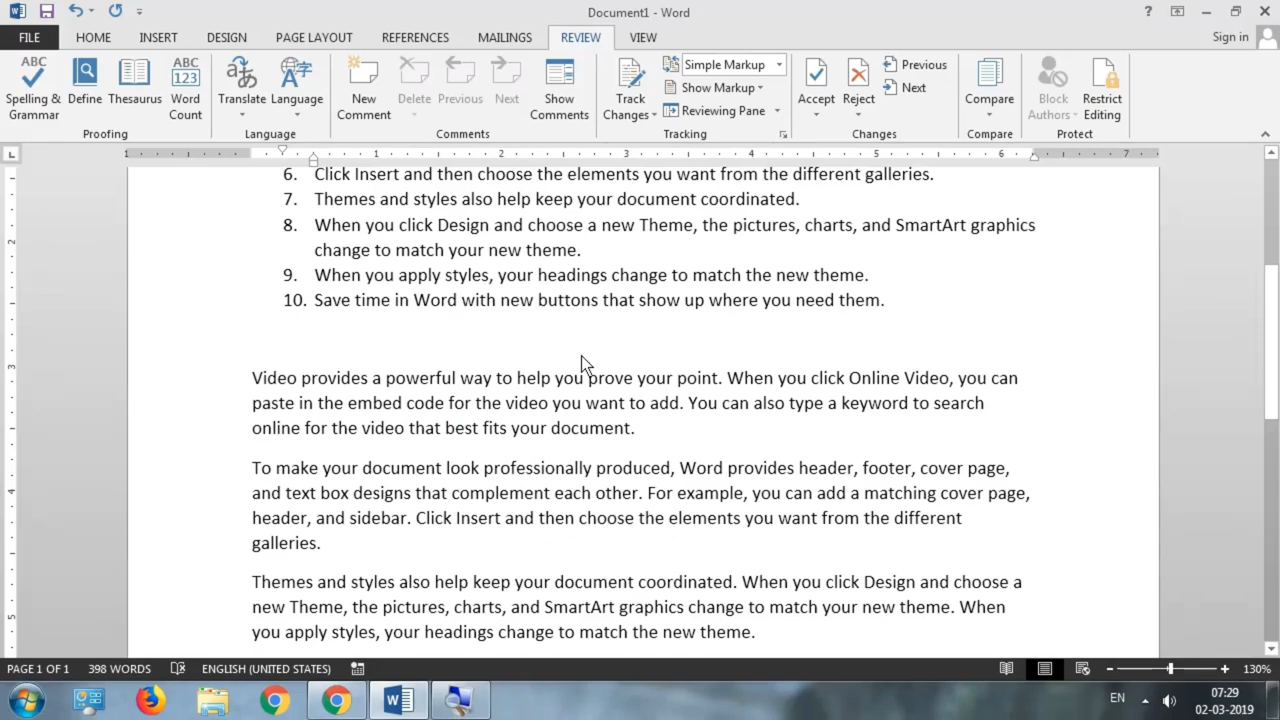 Document1 - Word
?
FILE HOME INSERT DESIGN PAGE LAYOUT REFERENCES MAILINGS REVIEW VIEW Sign in
ABC Spelling & Grammar
Define
Thesaurus
ABC 123 Word Count
Proofing
Translate
Language
Language
New Comment
Delete
Previous
Next
Show Comments
Comments
Track Changes
Simple Markup
Show Markup
Reviewing Pane
Tracking
Accept
Reject
Previous
Next
Changes
Compare
Compare
Block Authors
Restrict Editing
Protect
L 1 1 2 3 4 5 6 7
2
3
4
5
6. Click Insert and then choose the elements you want from the different galleries.
7. Themes and styles also help keep your document coordinated.
8. When you click Design and choose a new Theme, the pictures, charts, and SmartArt graphics
change to match your new theme.
9. When you apply styles, your headings change to match the new theme.
10. Save time in Word with new buttons that show up where you need them.
Video provides a powerful way to help you prove your point. When you click Online Video, you can
paste in the embed code for the video you want to add. You can also type a keyword to search
online for the video that best fits your document.
To make your document look professionally produced, Word provides header, footer, cover page,
and text box designs that complement each other. For example, you can add a matching cover page,
header, and sidebar. Click Insert and then choose the elements you want from the different
galleries.
Themes and styles also help keep your document coordinated. When you click Design and choose a
new Theme, the pictures, charts, and SmartArt graphics change to match your new theme. When
you apply styles, your headings change to match the new theme.
PAGE 1 OF 1 398 WORDS ENGLISH (UNITED STATES) 130%
EN 07:29
02-03-2019